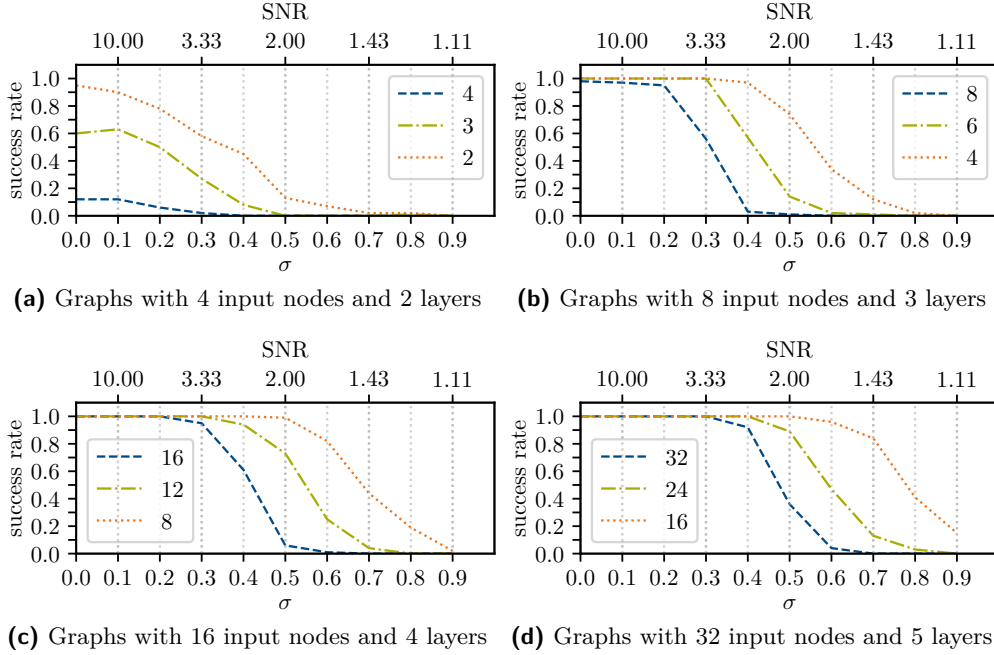 SNR
10.00 3.33 2.00 1.43 1.11
success rate
1.0
0.8
0.6
0.4
0.2
0.0
4
3
2
0.0 0.1 0.2 0.3 0.4 0.5 0.6 0.7 0.8 0.9
σ
(a) Graphs with 4 input nodes and 2 layers
SNR
10.00 3.33 2.00 1.43 1.11
success rate
1.0
0.8
0.6
0.4
0.2
0.0
8
6
4
0.0 0.1 0.2 0.3 0.4 0.5 0.6 0.7 0.8 0.9
σ
(b) Graphs with 8 input nodes and 3 layers
SNR
10.00 3.33 2.00 1.43 1.11
success rate
1.0
0.8
0.6
0.4
0.2
0.0
16
12
8
0.0 0.1 0.2 0.3 0.4 0.5 0.6 0.7 0.8 0.9
σ
(c) Graphs with 16 input nodes and 4 layers
SNR
10.00 3.33 2.00 1.43 1.11
success rate
1.0
0.8
0.6
0.4
0.2
0.0
32
24
16
0.0 0.1 0.2 0.3 0.4 0.5 0.6 0.7 0.8 0.9
σ
(d) Graphs with 32 input nodes and 5 layers